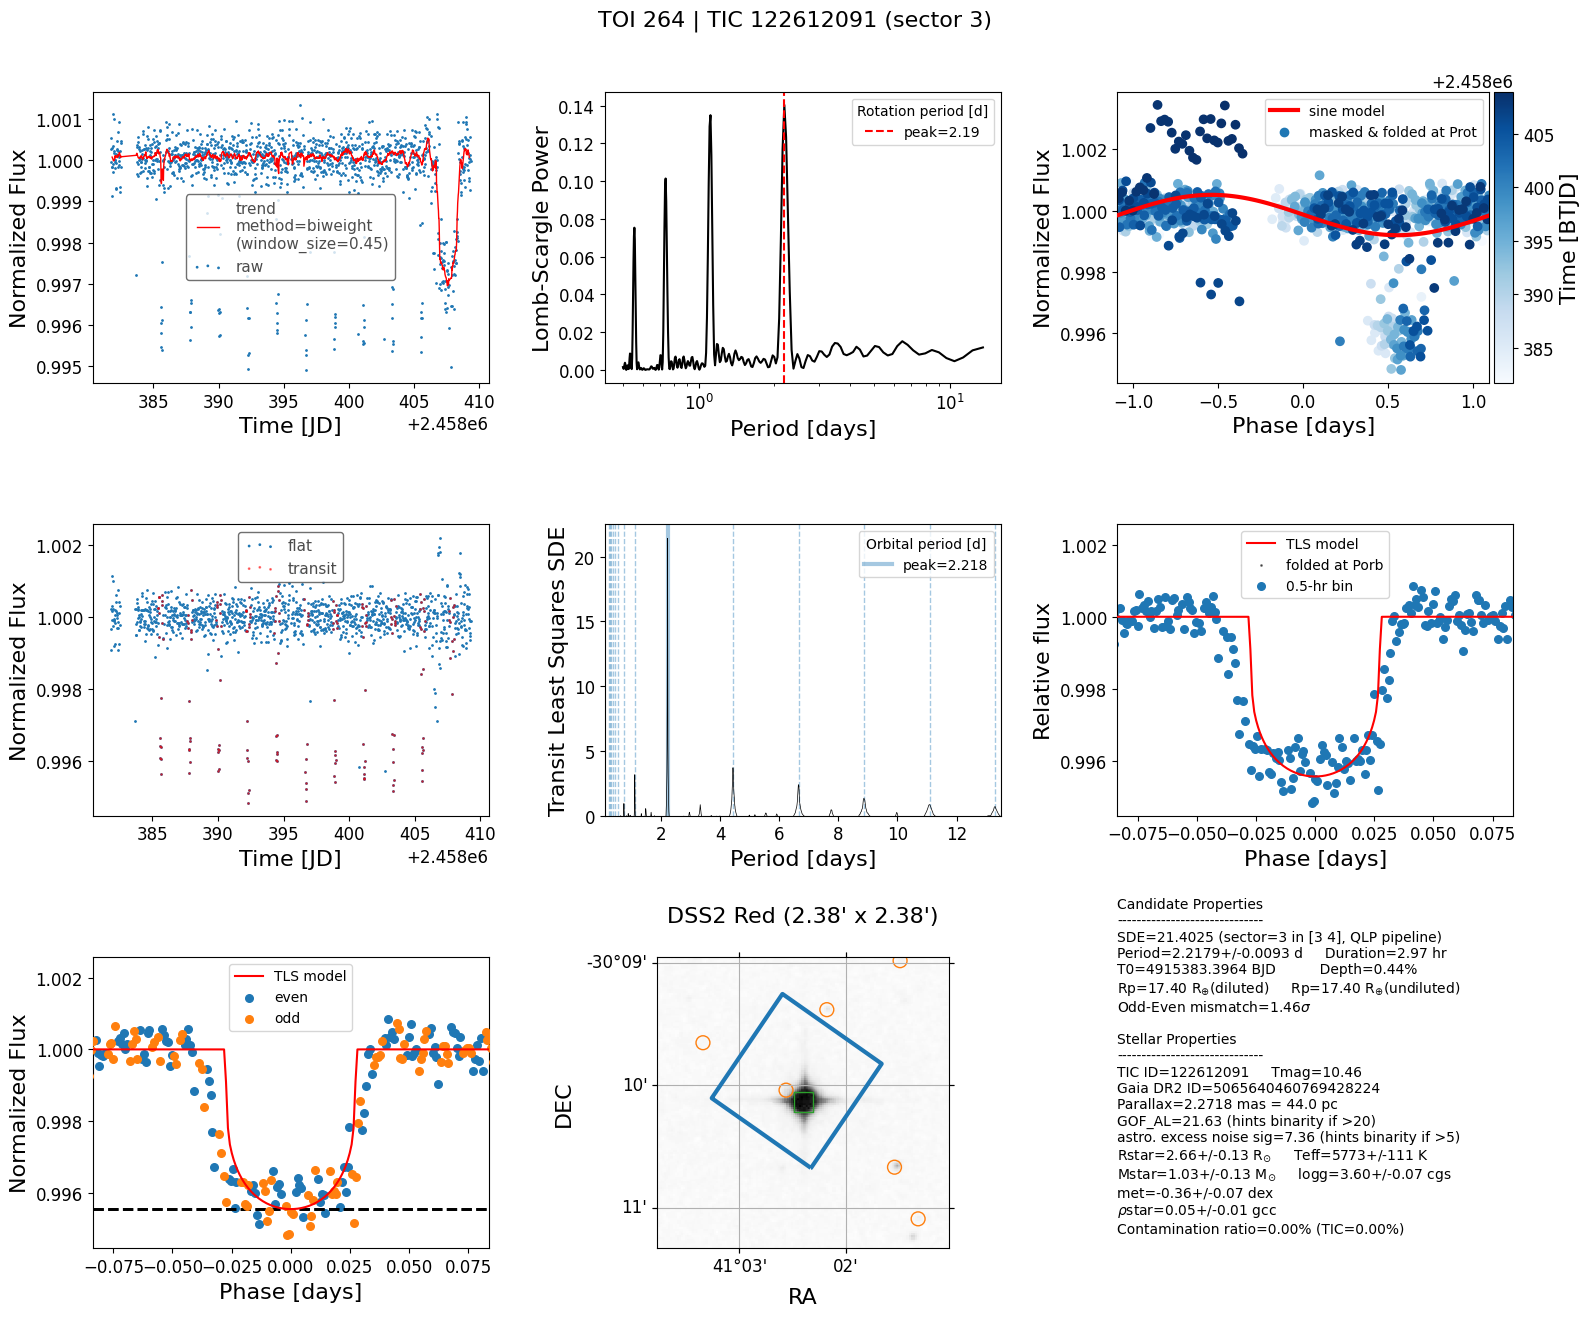 TOI 264 | TIC 122612091 (sector 3)
Normalized Flux
1.001
1.000
0.999
0.998
0.997
0.996
0.995
trend
method=biweight
(window_size=0.45)
raw
385
390
395
400
405
410
Time [JD]
+2.458e6
Lomb-Scargle Power
0.14
0.12
0.10
0.08
0.06
0.04
0.02
0.00
Rotation period [d]
peak=2.19
10⁰
10¹
Period [days]
+2.458e6
Normalized Flux
1.002
1.000
0.998
0.996
sine model
masked & folded at Prot
−1.0
−0.5
0.0
0.5
1.0
Phase [days]
405
400
395
390
385
Time [BTJD]
Normalized Flux
1.002
1.000
0.998
0.996
flat
transit
385
390
395
400
405
410
Time [JD]
+2.458e6
Transit Least Squares SDE
20
15
10
5
0
Orbital period [d]
peak=2.218
2
4
6
8
10
12
Period [days]
Relative flux
1.002
1.000
0.998
0.996
TLS model
folded at Porb
0.5-hr bin
−0.075
−0.050
−0.025
0.000
0.025
0.050
0.075
Phase [days]
Normalized Flux
1.002
1.000
0.998
0.996
TLS model
even
odd
−0.075
−0.050
−0.025
0.000
0.025
0.050
0.075
Phase [days]
DSS2 Red (2.38' x 2.38')
DEC
-30°09'
10'
11'
41°03'
02'
RA
Candidate Properties
------------------------------
SDE=21.4025 (sector=3 in [3 4], QLP pipeline)
Period=2.2179+/-0.0093 d Duration=2.97 hr
T0=4915383.3964 BJD Depth=0.44%
Rp=17.40 R⊕(diluted) Rp=17.40 R⊕(undiluted)
Odd-Even mismatch=1.46σ
Stellar Properties
------------------------------
TIC ID=122612091 Tmag=10.46
Gaia DR2 ID=5065640460769428224
Parallax=2.2718 mas = 44.0 pc
GOF_AL=21.63 (hints binarity if >20)
astro. excess noise sig=7.36 (hints binarity if >5)
Rstar=2.66+/-0.13 R⊙ Teff=5773+/-111 K
Mstar=1.03+/-0.13 M⊙ logg=3.60+/-0.07 cgs
met=-0.36+/-0.07 dex
ρstar=0.05+/-0.01 gcc
Contamination ratio=0.00% (TIC=0.00%)